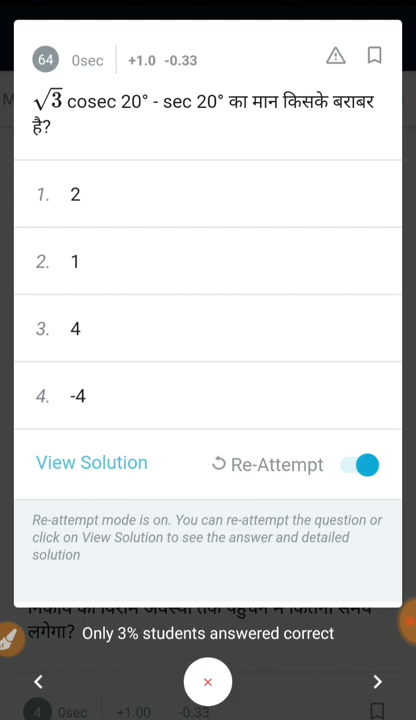 64 0sec +1.0 -0.33
√3 cosec 20° - sec 20° का मान किसके बराबर
है?
1. 2
2. 1
3. 4
4. -4
View Solution Re-Attempt
Re-attempt mode is on. You can re-attempt the question or
click on View Solution to see the answer and detailed
solution
लगेगा? Only 3% students answered correct
4 0sec +1.00 -0.33